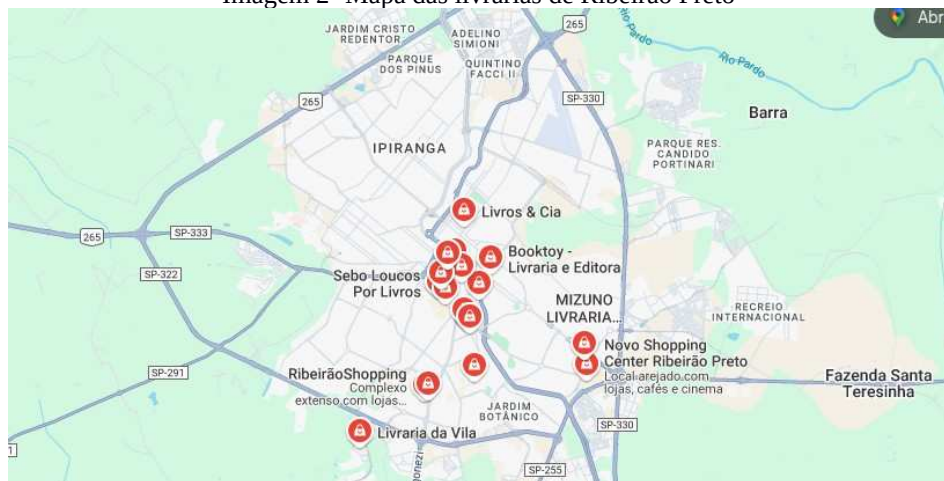 Imagem 2- Mapa das livrarias de Ribeirão Preto
Abr
265
JARDIM CRISTO
REDENTOR
ADELINO
SIMIONI
PARQUE
DOS PINUS
QUINTINO
FACCI II
Rio Pardo
Rio Pardo
265
SP-330
Barra
IPIRANGA
PARQUE RES.
CANDIDO
PORTINARI
Livros & Cia
265
SP-333
SP-322
Booktoy -
Livraria e Editora
Sebo Loucos
Por Livros
MIZUNO
LIVRARIA...
RECREIO
INTERNACIONAL
Novo Shopping
Center Ribeirão Preto
Local arejado com
lojas, cafés e cinema
SP-291
RibeirãoShopping
Complexo
extenso com lojas...
Fazenda Santa
Teresinha
JARDIM
BOTÂNICO
SP-330
Livraria da Vila
1
SP-255